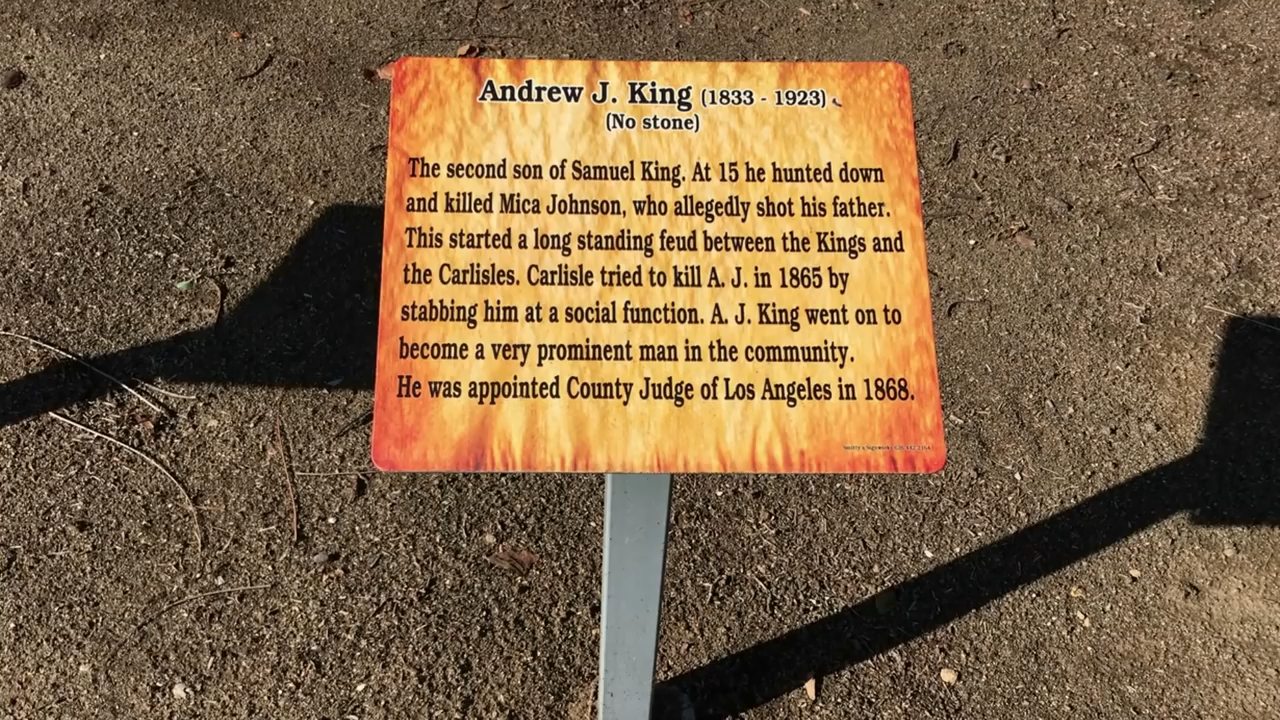 Andrew J. King (1833 - 1923)
(No stone)
The second son of Samuel King. At 15 he hunted down
and killed Mica Johnson, who allegedly shot his father.
This started a long standing feud between the Kings and
the Carlisles. Carlisle tried to kill A. J. in 1865 by
stabbing him at a social function. A. J. King went on to
become a very prominent man in the community.
He was appointed County Judge of Los Angeles in 1868.